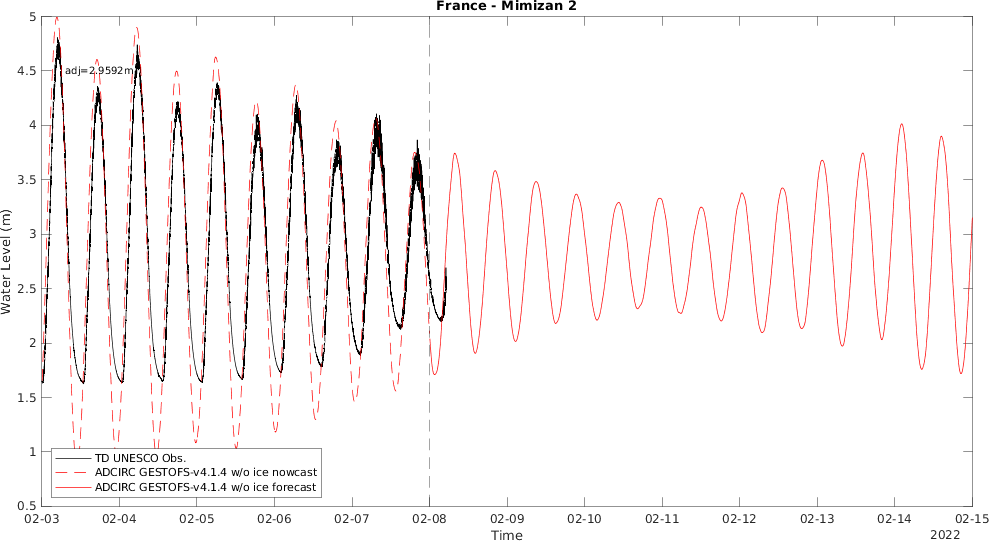 France - Mimizan 2
5
4.5
4
3.5
3
2.5
2
1.5
1
0.5
Water Level (m)
adj=2.9592m
TD UNESCO Obs.
ADCIRC GESTOFS-v4.1.4 w/o ice nowcast
ADCIRC GESTOFS-v4.1.4 w/o ice forecast
02-03 02-04 02-05 02-06 02-07 02-08 02-09 02-10 02-11 02-12 02-13 02-14 02-15
Time
2022